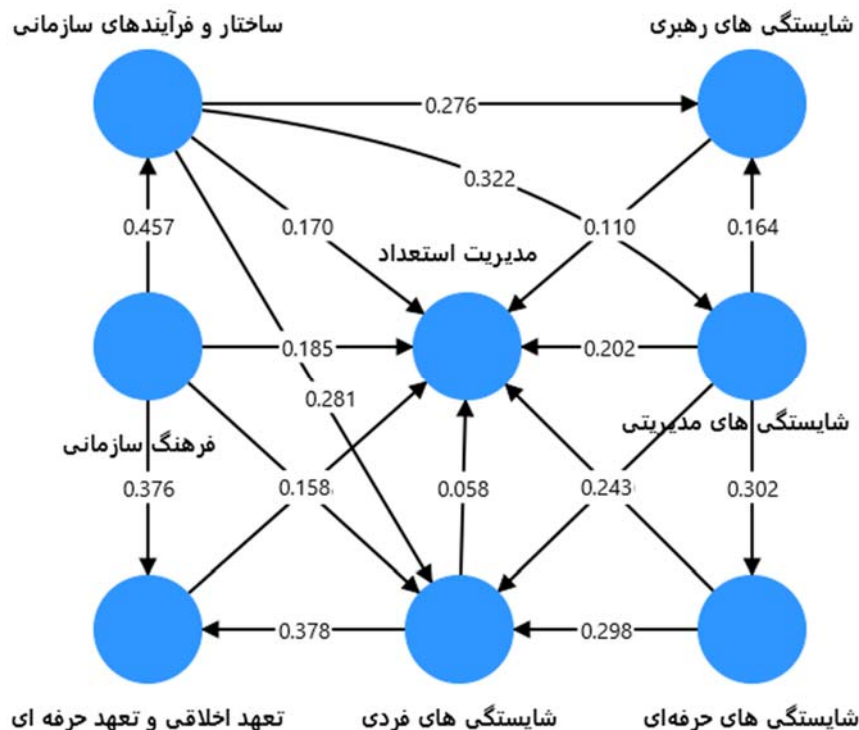 ساختار و فرآیندهای سازمانی
شایستگی های رهبری
0.276
0.322
0.457
0.170
0.110
0.164
مدیریت استعداد
0.185
0.202
0.281
فرهنگ سازمانی
شایستگی های مدیریتی
0.376
0.158
0.058
0.243
0.302
0.378
0.298
تعهد اخلاقی و تعهد حرفه ای
شایستگی های فردی
شایستگی های حرفه‌ای